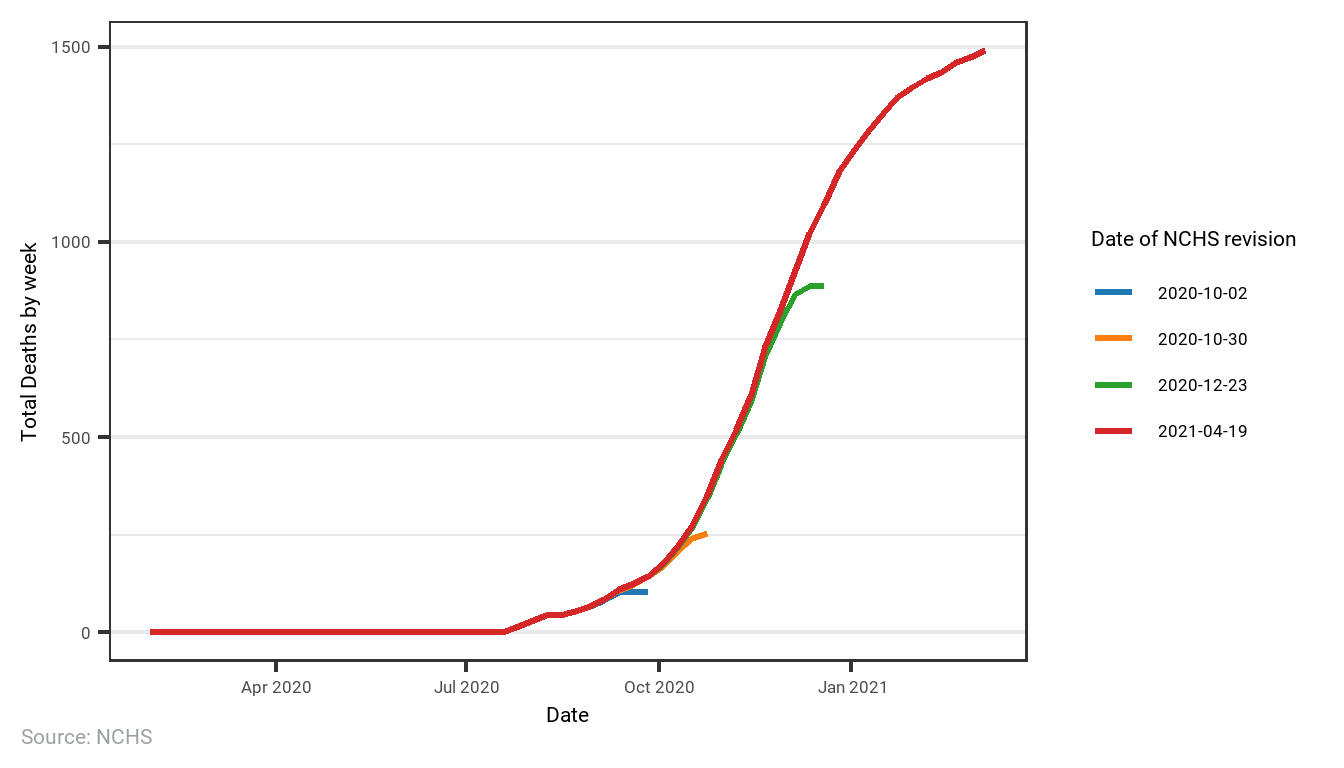 1500
1000
500
0
Total Deaths by week
Apr 2020
Jul 2020
Oct 2020
Jan 2021
Date
Source: NCHS
Date of NCHS revision
2020-10-02
2020-10-30
2020-12-23
2021-04-19